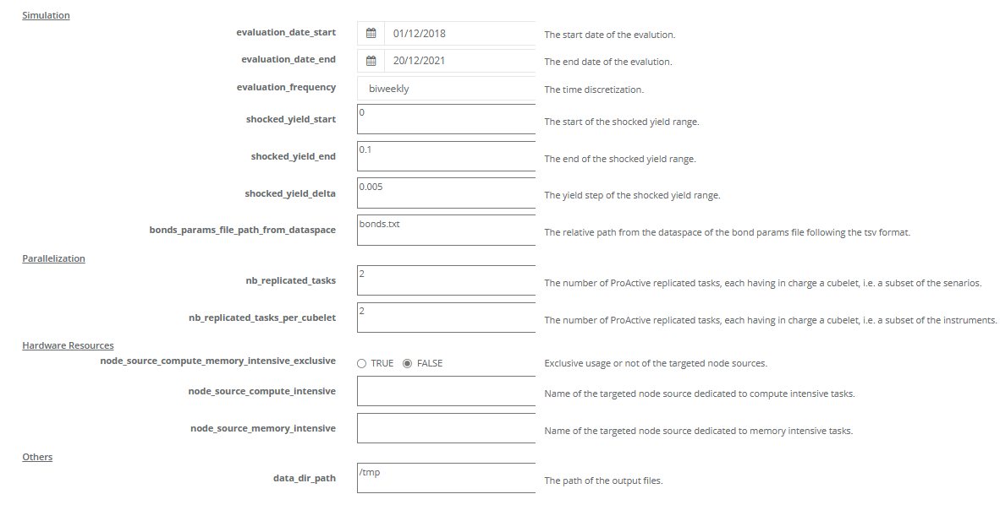 Simulation
evaluation_date_start 01/12/2018 The start date of the evalution.
evaluation_date_end 20/12/2021 The end date of the evalution.
evaluation_frequency biweekly The time discretization.
shocked_yield_start 0 The start of the shocked yield range.
shocked_yield_end 0.1 The end of the shocked yield range.
shocked_yield_delta 0.005 The yield step of the shocked yield range.
bonds_params_file_path_from_dataspace bonds.txt The relative path from the dataspace of the bond params file following the tsv format.
Parallelization
nb_replicated_tasks 2 The number of ProActive replicated tasks, each having in charge a cubelet, i.e. a subset of the senarios.
nb_replicated_tasks_per_cubelet 2 The number of ProActive replicated tasks, each having in charge a cubelet, i.e. a subset of the instruments.
Hardware Resources
node_source_compute_memory_intensive_exclusive TRUE FALSE Exclusive usage or not of the targeted node sources.
node_source_compute_intensive Name of the targeted node source dedicated to compute intensive tasks.
node_source_memory_intensive Name of the targeted node source dedicated to memory intensive tasks.
Others
data_dir_path /tmp The path of the output files.